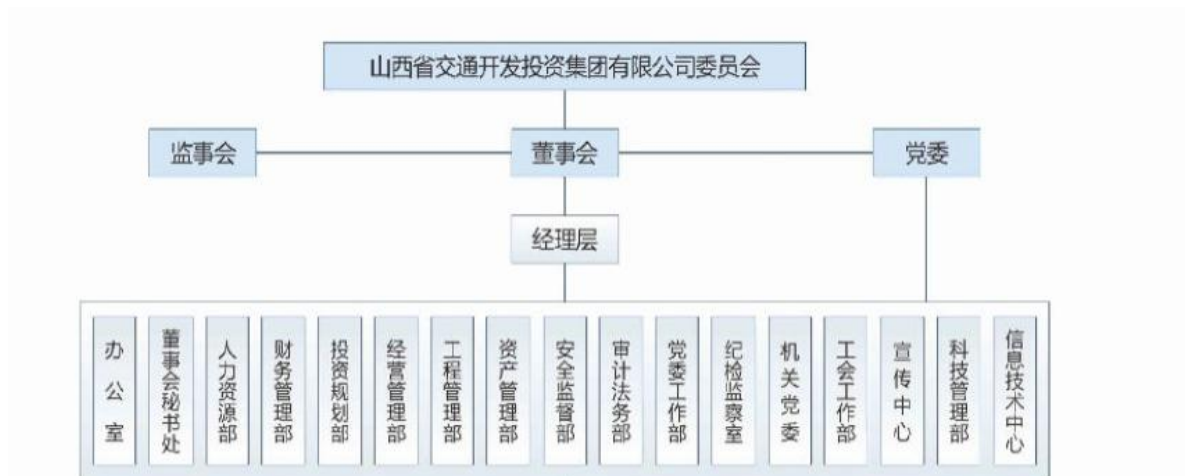 山西省交通开发投资集团有限公司委员会
监事会
董事会
党委
经理层
办公室
董事会秘书处
人力资源部
财务管理部
投资规划部
经营管理部
工程管理部
资产管理部
安全监督部
审计法务部
党委工作部
纪检监察室
机关党委
工会工作部
宣传中心
科技管理部
信息技术中心